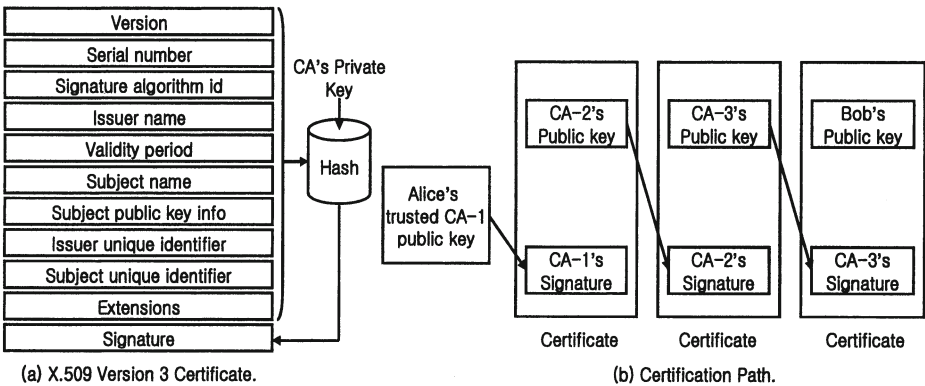 Version
Serial number
Signature algorithm id
Issuer name
Validity period
Subject name
Subject public key info
Issuer unique identifier
Subject unique identifier
Extensions
Signature
CA's Private
Key
Hash
(a) X.509 Version 3 Certificate.
Alice's
trusted CA-1
public key
CA-2's
Public key
CA-1's
Signature
Certificate
CA-3's
Public key
CA-2's
Signature
Certificate
Bob's
Public key
CA-3's
Signature
Certificate
(b) Certification Path.